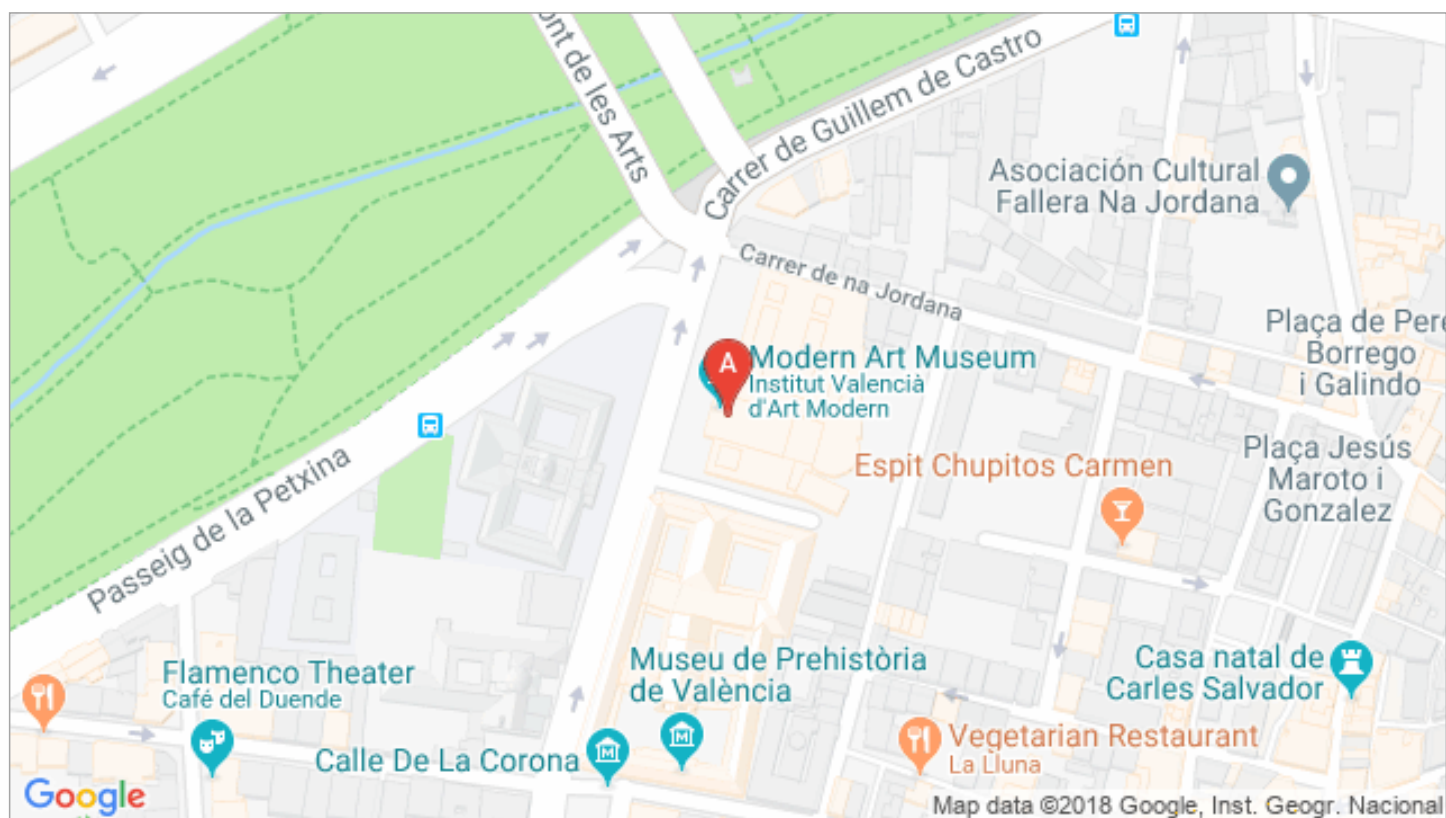 ont de les Arts
Carrer de Guillem de Castro
Asociación Cultural
Fallera Na Jordana
Carrer de na Jordana
Plaça de Pere
Borrego
i Galindo
A
Modern Art Museum
Institut Valencià
d'Art Modern
Plaça Jesús
Maroto i
Gonzalez
Espit Chupitos Carmen
Passeig de la Petxina
Museu de Prehistòria
de València
Casa natal de
Carles Salvador
Flamenco Theater
Café del Duende
Calle De La Corona
Vegetarian Restaurant
La Lluna
Google
Map data ©2018 Google, Inst. Geogr. Nacional